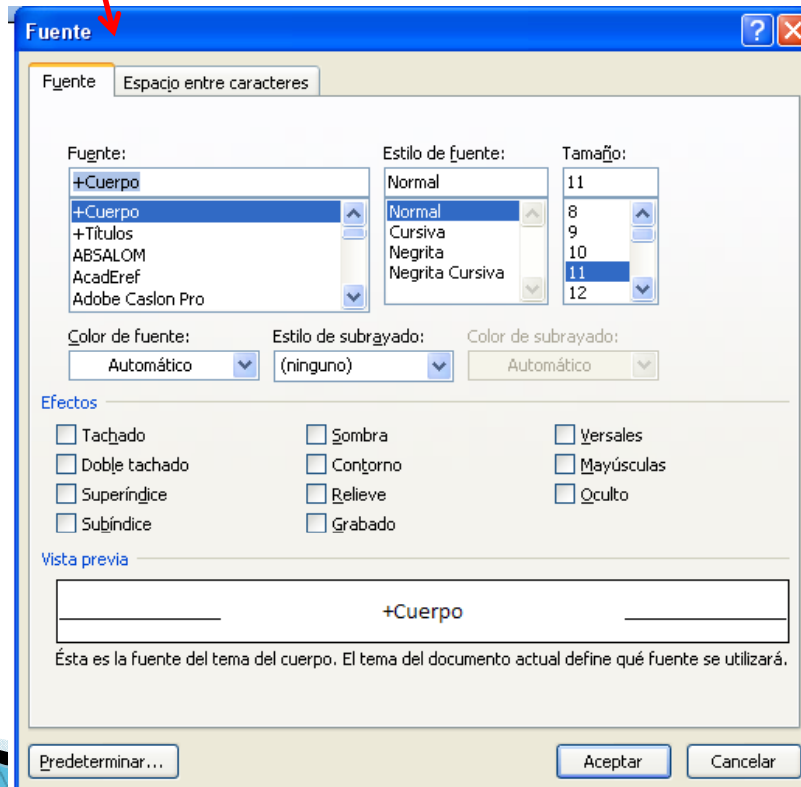 Fuente
Fuente Espacio entre caracteres
Fuente: Estilo de fuente: Tamaño:
+Cuerpo Normal 11
+Cuerpo Normal 8
+Títulos Cursiva 9
ABSALOM Negrita 10
AcadEref Negrita Cursiva 11
Adobe Caslon Pro 12
Color de fuente: Estilo de subrayado: Color de subrayado:
Automático (ninguno) Automático
Efectos
Tachado Sombra Versales
Doble tachado Contorno Mayúsculas
Superíndice Relieve Oculto
Subíndice Grabado
Vista previa
+Cuerpo
Ésta es la fuente del tema del cuerpo. El tema del documento actual define qué fuente se utilizará.
Predeterminar... Aceptar Cancelar